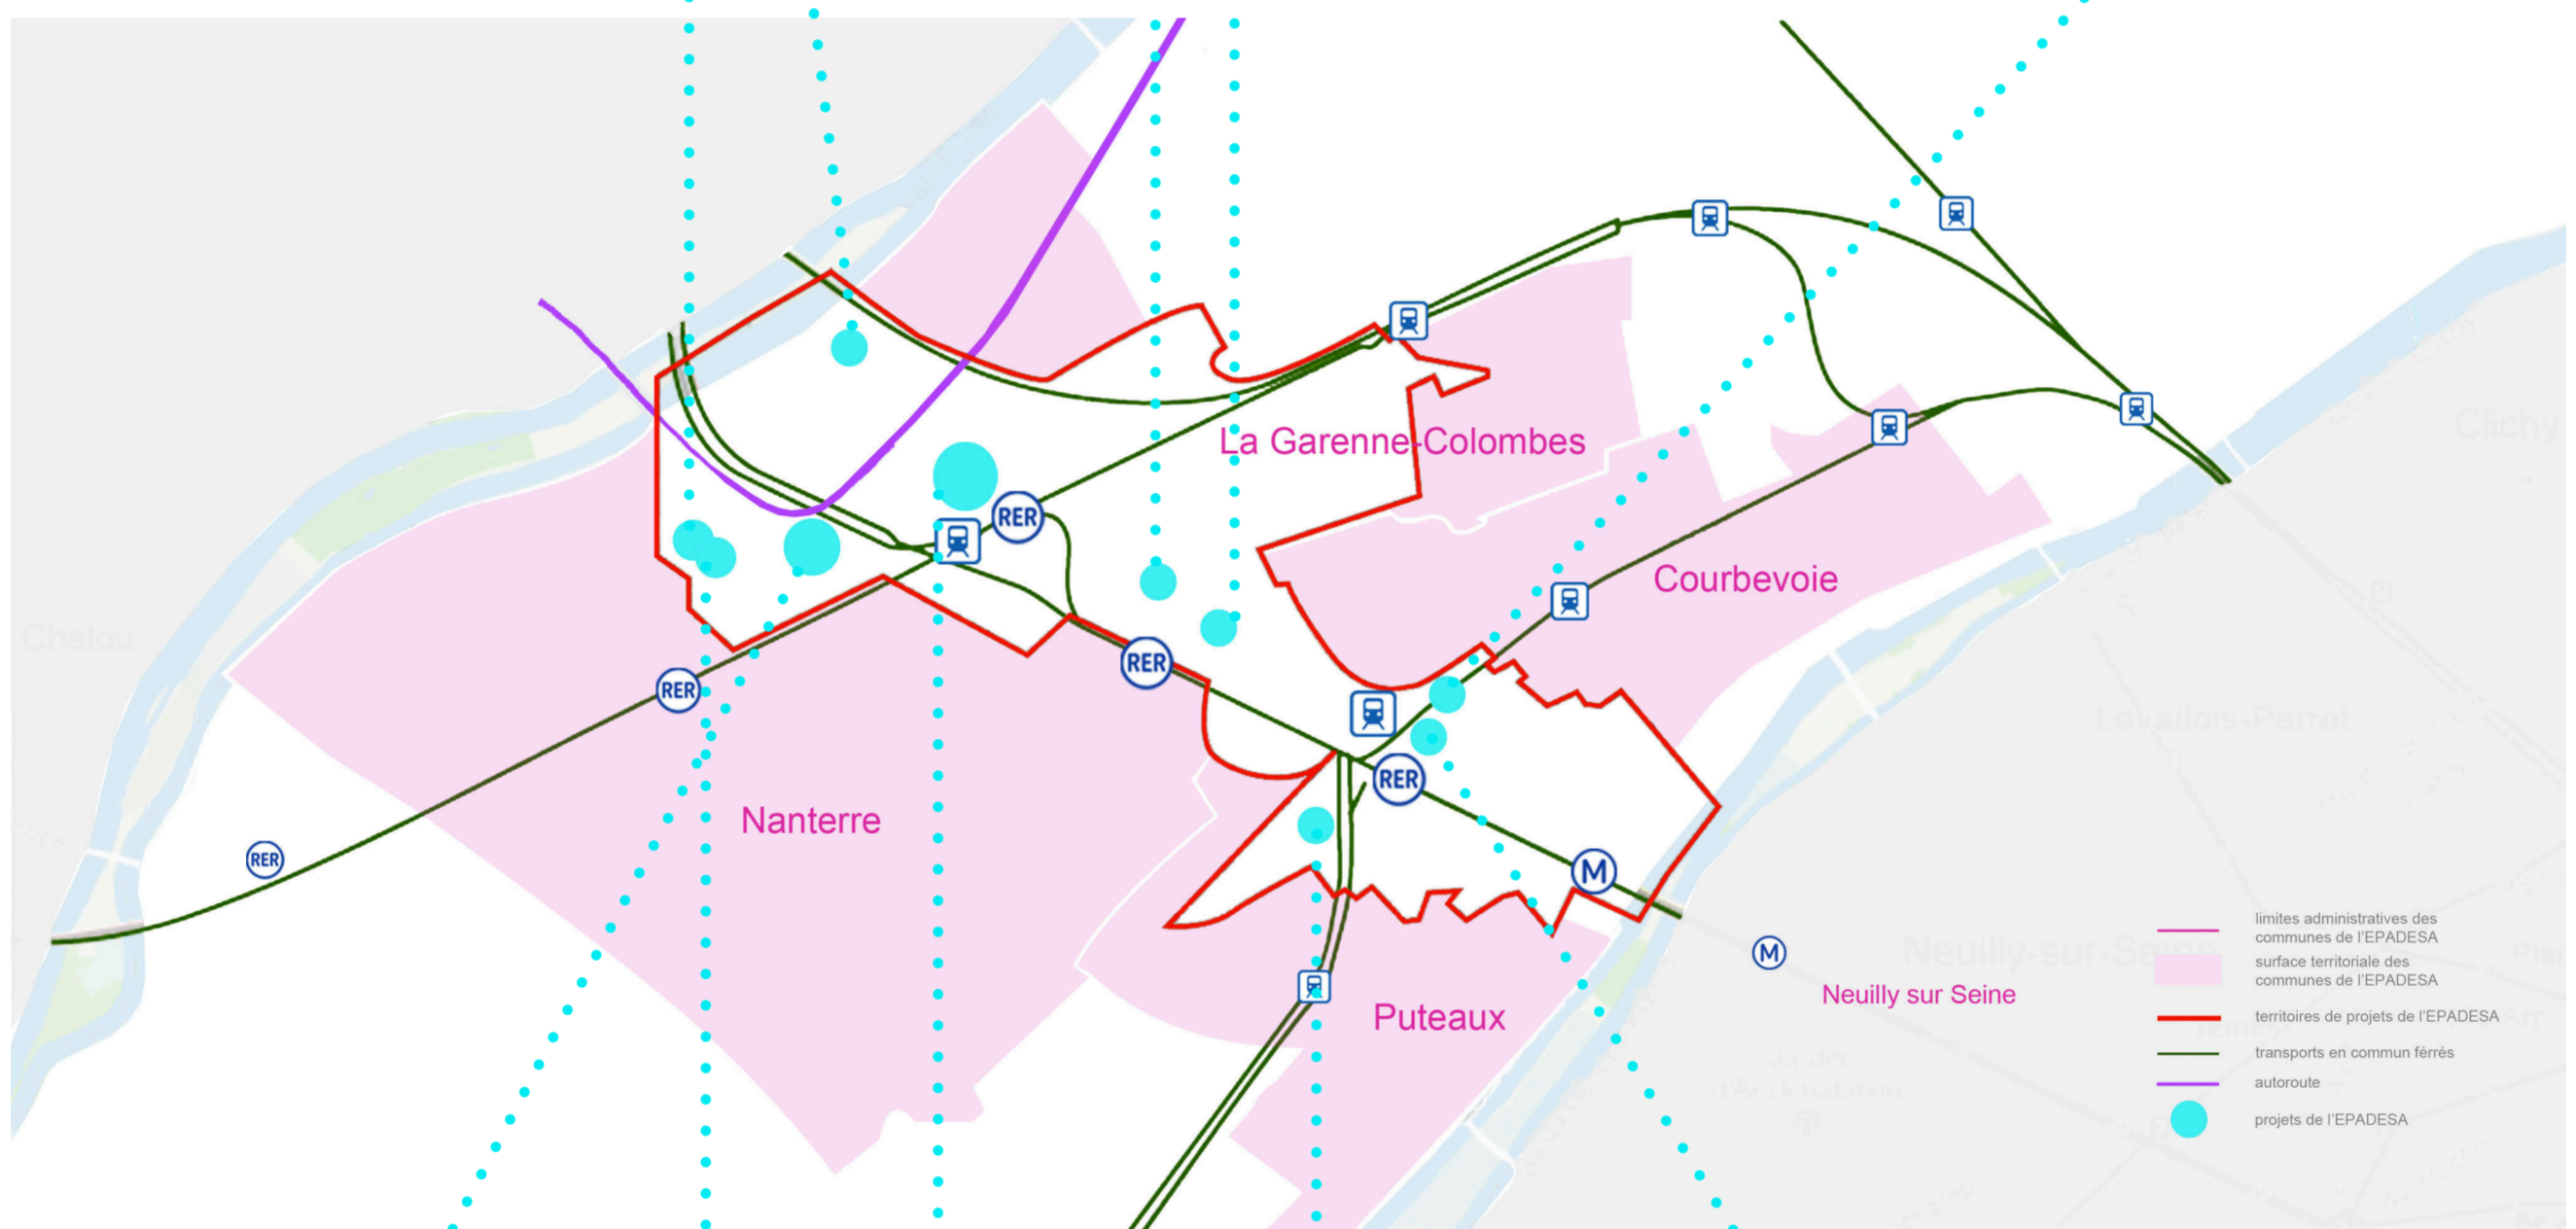 La Garenne-Colombes
Clichy
RER
Courbevoie
Chatou
RER
RER
Levallois-Perret
RER
Nanterre
RER
M
limites administratives des
communes de l'EPADESA
M
Neuilly-sur-Seine
surface territoriale des
communes de l'EPADESA
Neuilly sur Seine
Puteaux
territoires de projets de l'EPADESA
transports en commun férrés
autoroute
projets de l'EPADESA